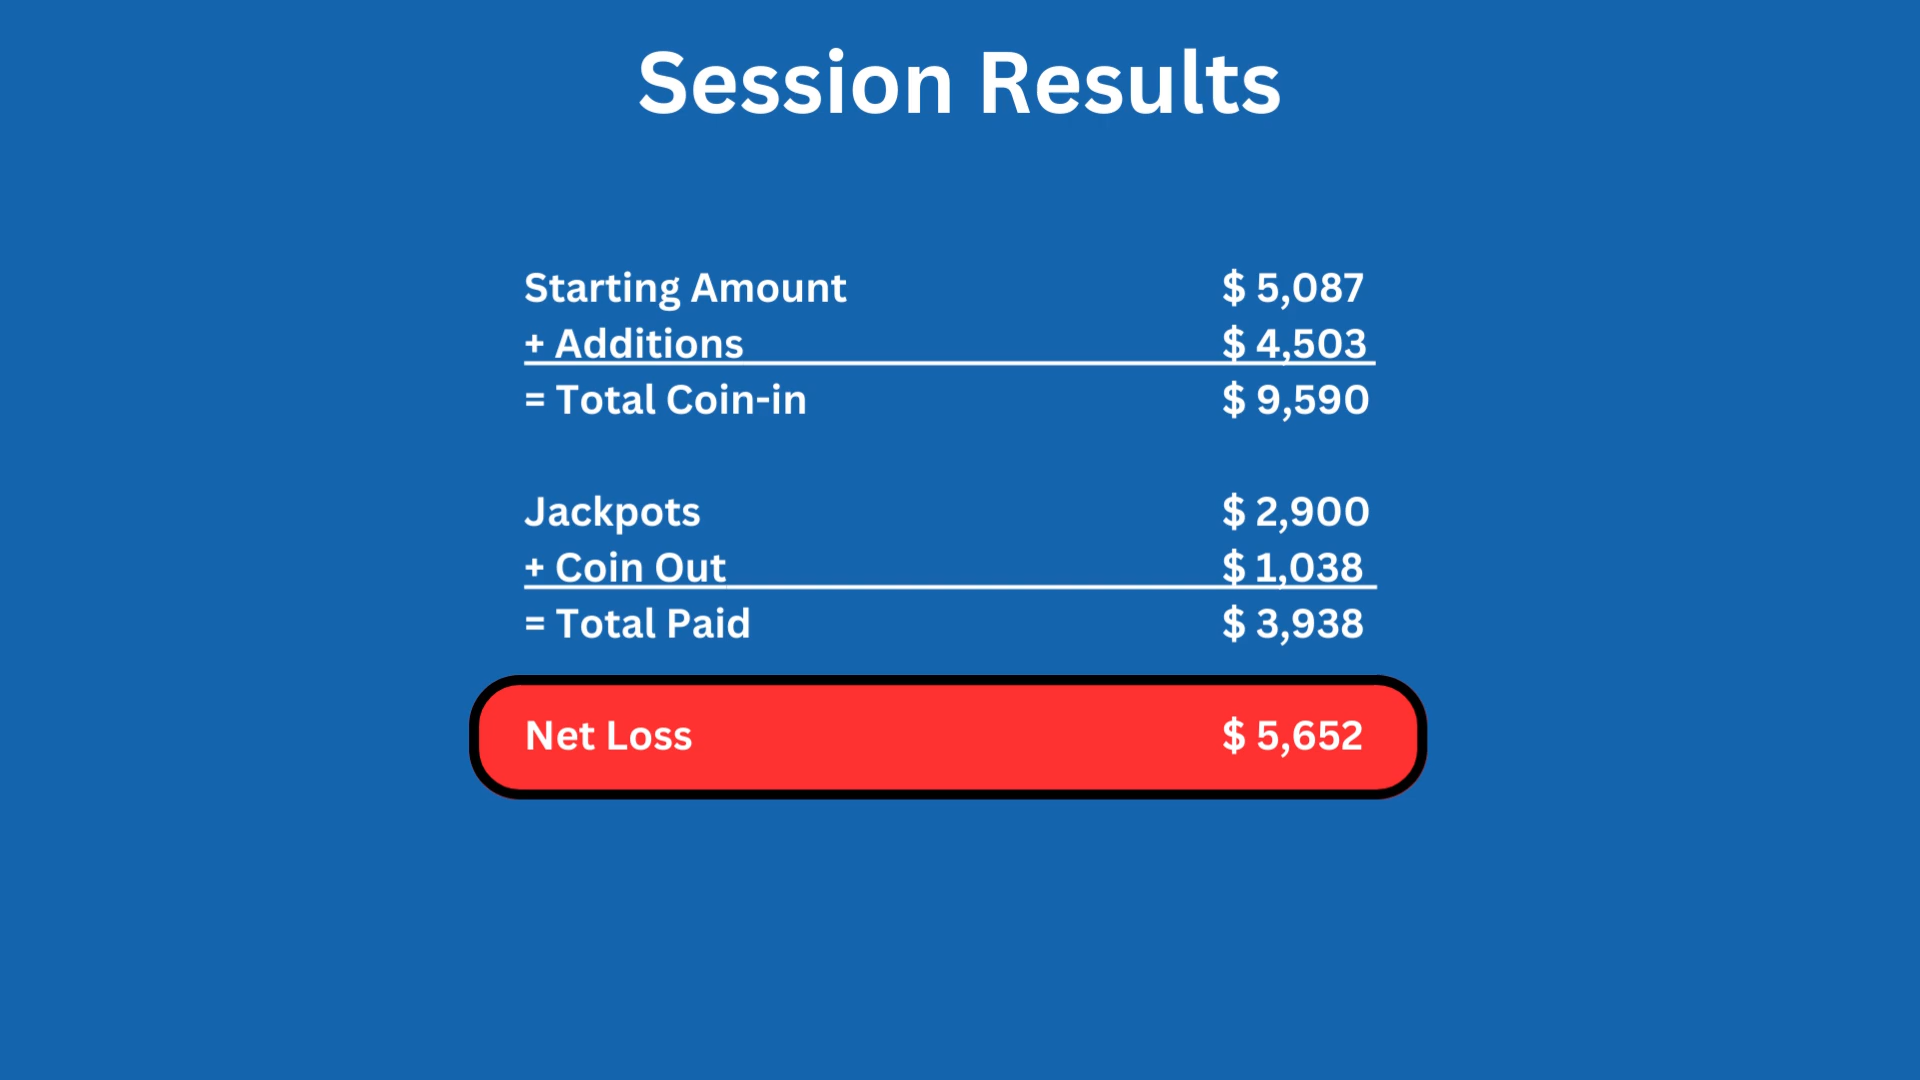 Session Results
Starting Amount $ 5,087
+ Additions $ 4,503
= Total Coin-in $ 9,590
Jackpots $ 2,900
+ Coin Out $ 1,038
= Total Paid $ 3,938
Net Loss $ 5,652